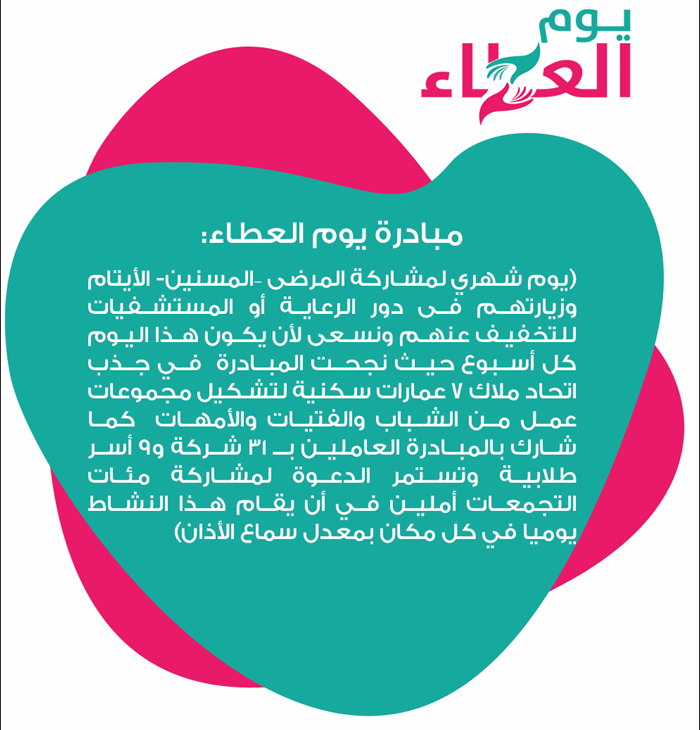 يوم
العطاء
مبادرة يوم العطاء:
(يوم شهري لمشاركة المرضى -المسنين- الأيتام
وزيارتهم فى دور الرعاية أو المستشفيات
للتخفيف عنهم ونسعى لأن يكون هذا اليوم
كل أسبوع حيث نجحت المبادرة في جذب
اتحاد ملاك ٧ عمارات سكنية لتشكيل مجموعات
عمل من الشباب والفتيات والأمهات كما
شارك بالمبادرة العاملين بـ ٣١ شركة و٩ أسر
طلابية وتستمر الدعوة لمشاركة مئات
التجمعات أملين في أن يقام هذا النشاط
يوميا في كل مكان بمعدل سماع الأذان)